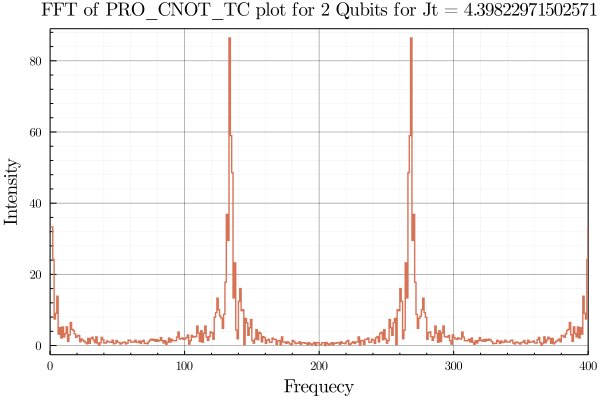 FFT of PRO_CNOT_TC plot for 2 Qubits for Jt = 4.39822971502571
Intensity
80
60
40
20
0
0 100 200 300 400
Frequecy